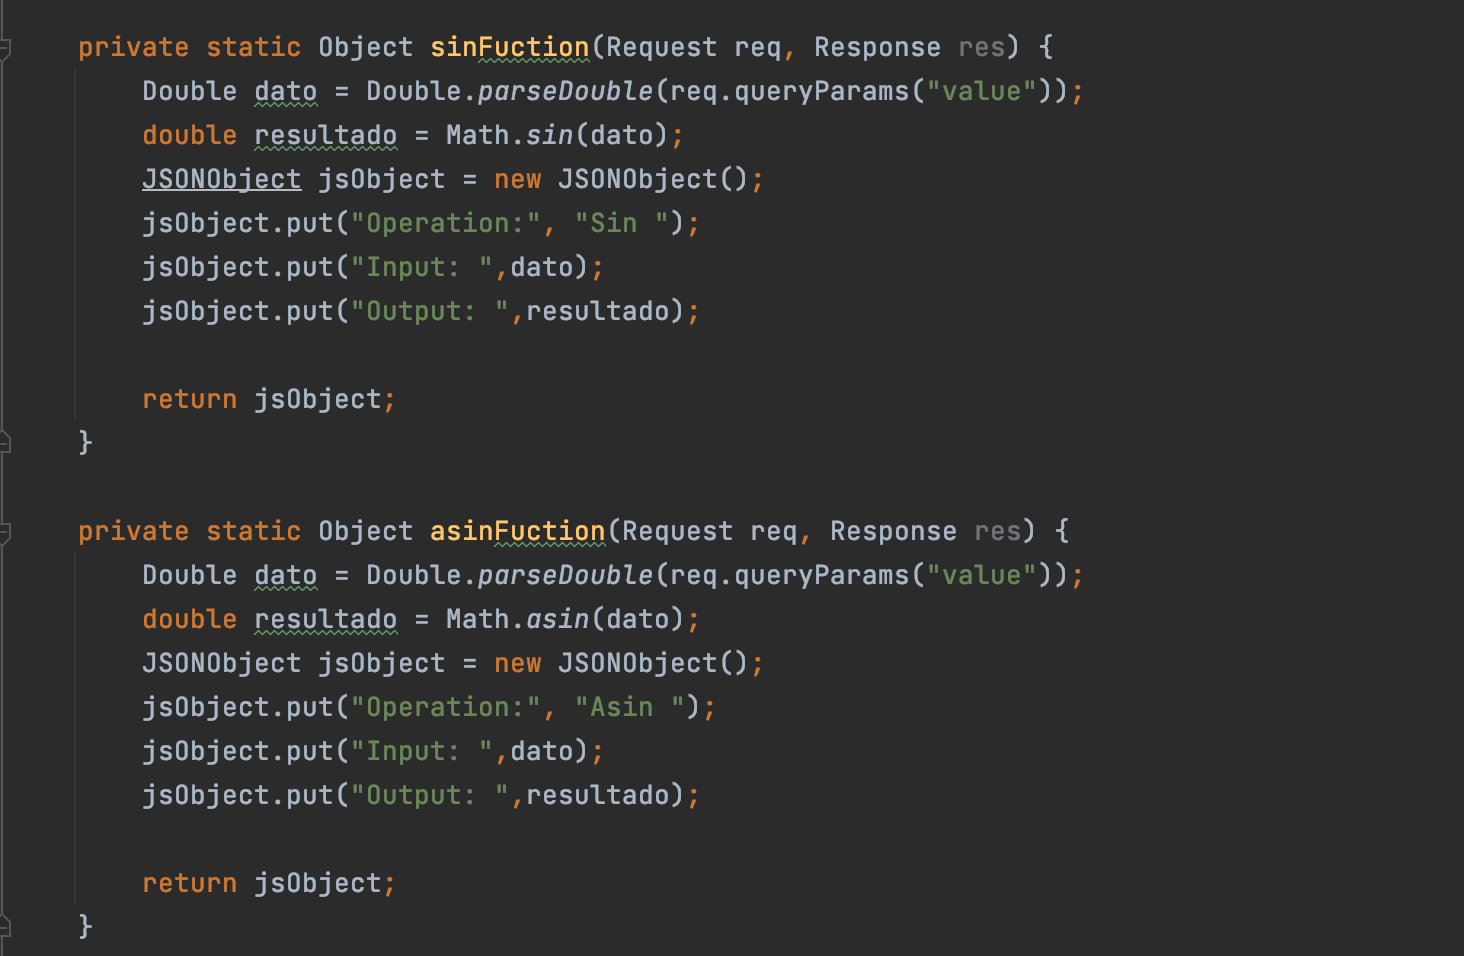 private static Object sinFuction(Request req, Response res) {
Double dato = Double.parseDouble(req.queryParams("value"));
double resultado = Math.sin(dato);
JSONObject jsObject = new JSONObject();
jsObject.put("Operation:", "Sin ");
jsObject.put("Input: ",dato);
jsObject.put("Output: ",resultado);
return jsObject;
}
private static Object asinFuction(Request req, Response res) {
Double dato = Double.parseDouble(req.queryParams("value"));
double resultado = Math.asin(dato);
JSONObject jsObject = new JSONObject();
jsObject.put("Operation:", "Asin ");
jsObject.put("Input: ",dato);
jsObject.put("Output: ",resultado);
return jsObject;
}